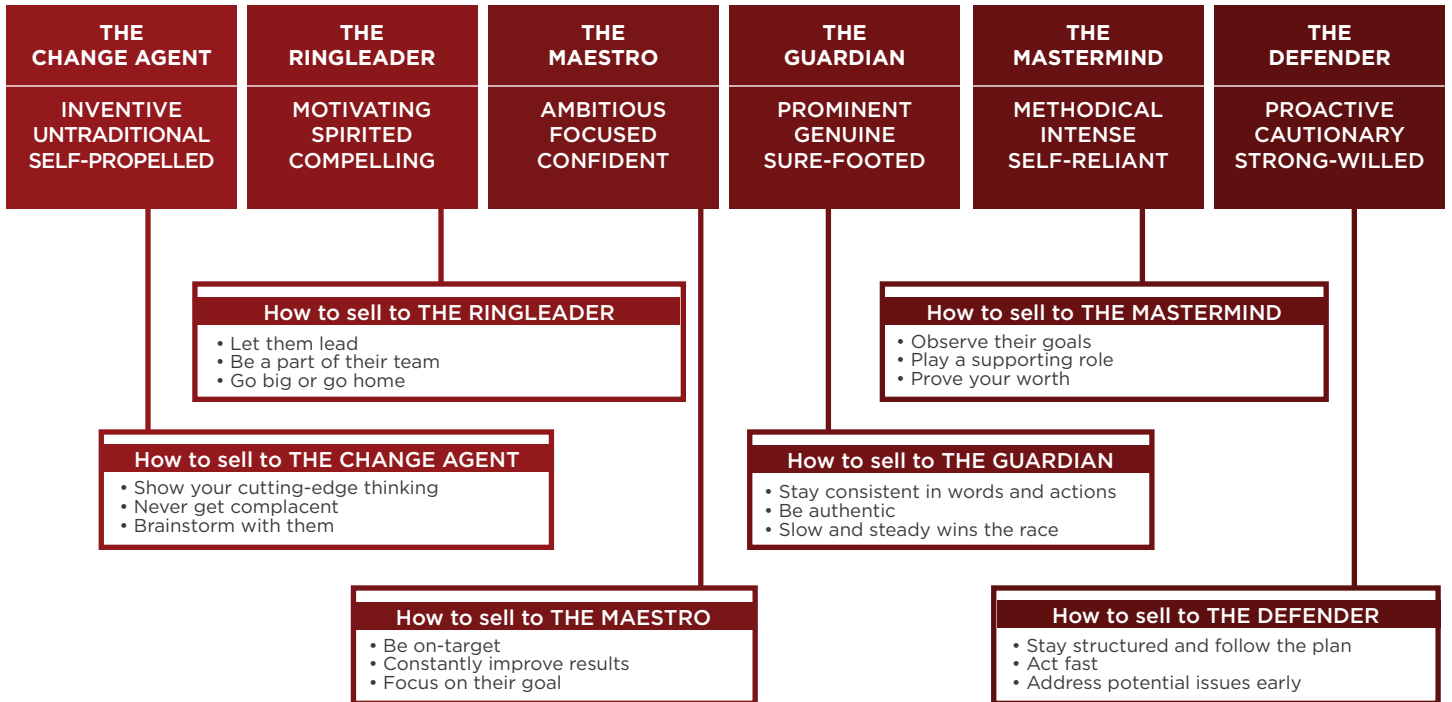 THE
CHANGE AGENT
INVENTIVE
UNTRADITIONAL
SELF-PROPELLED
THE
RINGLEADER
MOTIVATING
SPIRITED
COMPELLING
THE
MAESTRO
AMBITIOUS
FOCUSED
CONFIDENT
THE
GUARDIAN
PROMINENT
GENUINE
SURE-FOOTED
THE
MASTERMIND
METHODICAL
INTENSE
SELF-RELIANT
THE
DEFENDER
PROACTIVE
CAUTIONARY
STRONG-WILLED
How to sell to THE RINGLEADER
• Let them lead
• Be a part of their team
• Go big or go home
How to sell to THE MASTERMIND
• Observe their goals
• Play a supporting role
• Prove your worth
How to sell to THE CHANGE AGENT
• Show your cutting-edge thinking
• Never get complacent
• Brainstorm with them
How to sell to THE GUARDIAN
• Stay consistent in words and actions
• Be authentic
• Slow and steady wins the race
How to sell to THE MAESTRO
• Be on-target
• Constantly improve results
• Focus on their goal
How to sell to THE DEFENDER
• Stay structured and follow the plan
• Act fast
• Address potential issues early